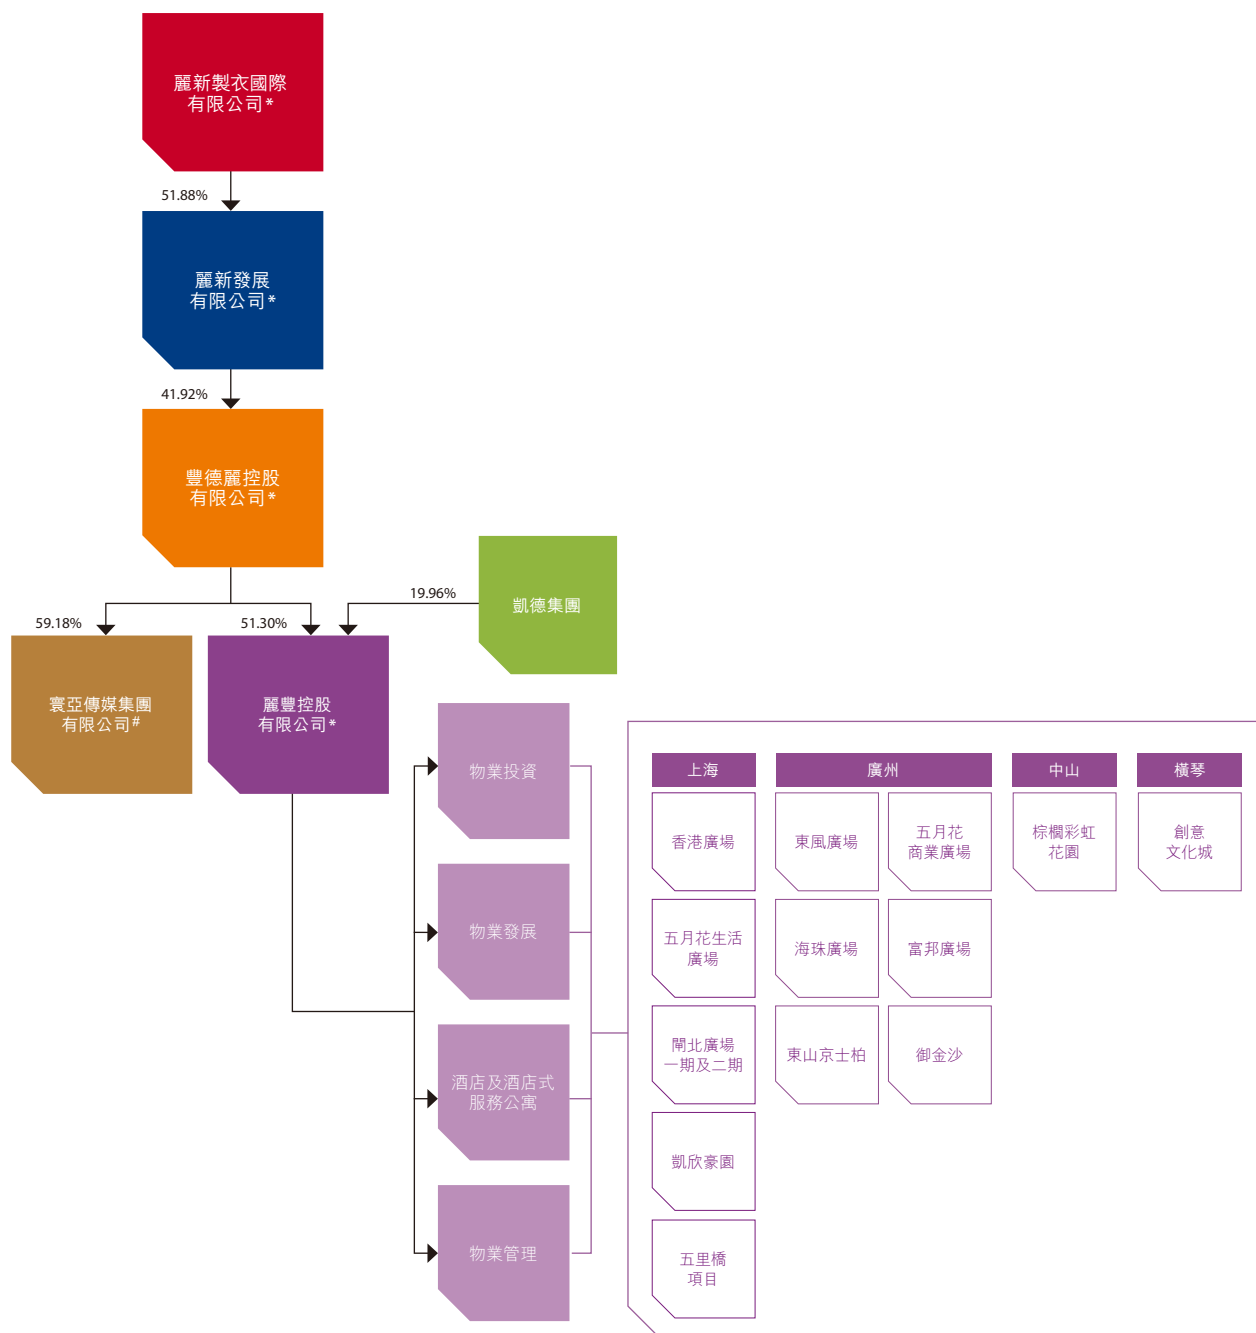 麗新製衣國際
有限公司*
51.88%
麗新發展
有限公司*
41.92%
豐德麗控股
有限公司*
19.96%
凱德集團
59.18%
51.30%
寰亞傳媒集團
有限公司#
麗豐控股
有限公司*
物業投資
物業發展
酒店及酒店式
服務公寓
物業管理
上海
廣州
中山
橫琴
香港廣場
東風廣場
五月花
商業廣場
棕櫚彩虹
花園
創意
文化城
五月花生活
廣場
海珠廣場
富邦廣場
閘北廣場
一期及二期
東山京士柏
御金沙
凱欣豪園
五里橋
項目